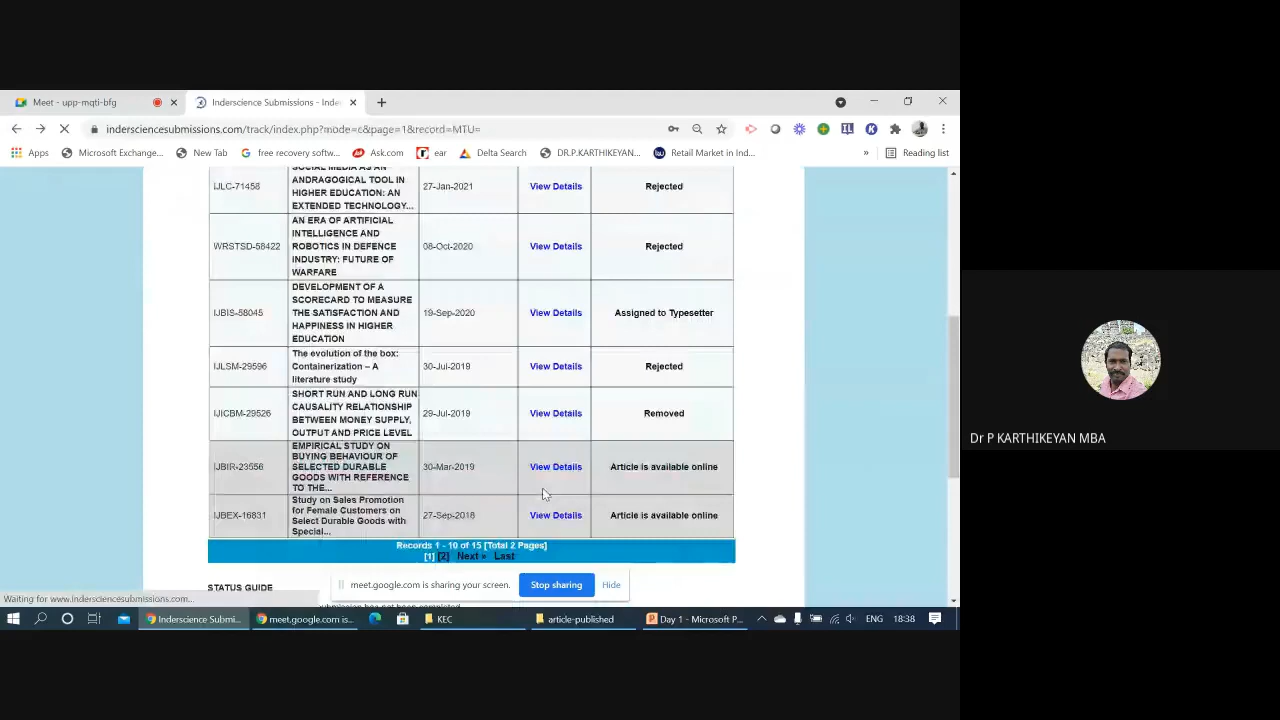 Meet - upp-mqti-bfg
Inderscience Submissions - Inde
indersciencesubmissions.com/track/index.php?mode=c&page=1&record=MTU=
Apps
Microsoft Exchange...
New Tab
free recovery softw...
Ask.com
ear
Delta Search
DR.P.KARTHIKEYAN...
Retail Market in Ind...
»
Reading list
SOCIAL MEDIA AS AN
IJLC-71458
ANDRAGOGICAL TOOL IN
HIGHER EDUCATION: AN
EXTENDED TECHNOLOGY...
27-Jan-2021
View Details
Rejected
WRSTSD-58422
AN ERA OF ARTIFICIAL
INTELLIGENCE AND
ROBOTICS IN DEFENCE
INDUSTRY: FUTURE OF
WARFARE
08-Oct-2020
View Details
Rejected
IJBIS-58045
DEVELOPMENT OF A
SCORECARD TO MEASURE
THE SATISFACTION AND
HAPPINESS IN HIGHER
EDUCATION
19-Sep-2020
View Details
Assigned to Typesetter
IJLSM-29596
The evolution of the box:
Containerization – A
literature study
30-Jul-2019
View Details
Rejected
IJICBM-29526
SHORT RUN AND LONG RUN
CAUSALITY RELATIONSHIP
BETWEEN MONEY SUPPLY,
OUTPUT AND PRICE LEVEL
29-Jul-2019
View Details
Removed
IJBIR-23556
EMPIRICAL STUDY ON
BUYING BEHAVIOUR OF
SELECTED DURABLE
GOODS WITH REFERENCE
TO THE...
30-Mar-2019
View Details
Article is available online
IJBEX-16831
Study on Sales Promotion
for Female Customers on
Select Durable Goods with
Special...
27-Sep-2018
View Details
Article is available online
Records 1 - 10 of 15 [Total 2 Pages]
[1] [2] Next » Last
STATUS GUIDE
meet.google.com is sharing your screen.
Stop sharing
Hide
Waiting for www.indersciencesubmissions.com...
submission has not been completed
Inderscience Submi...
meet.google.com is...
KEC
article-published
Day 1 - Microsoft P...
ENG
18:38
Dr P KARTHIKEYAN MBA